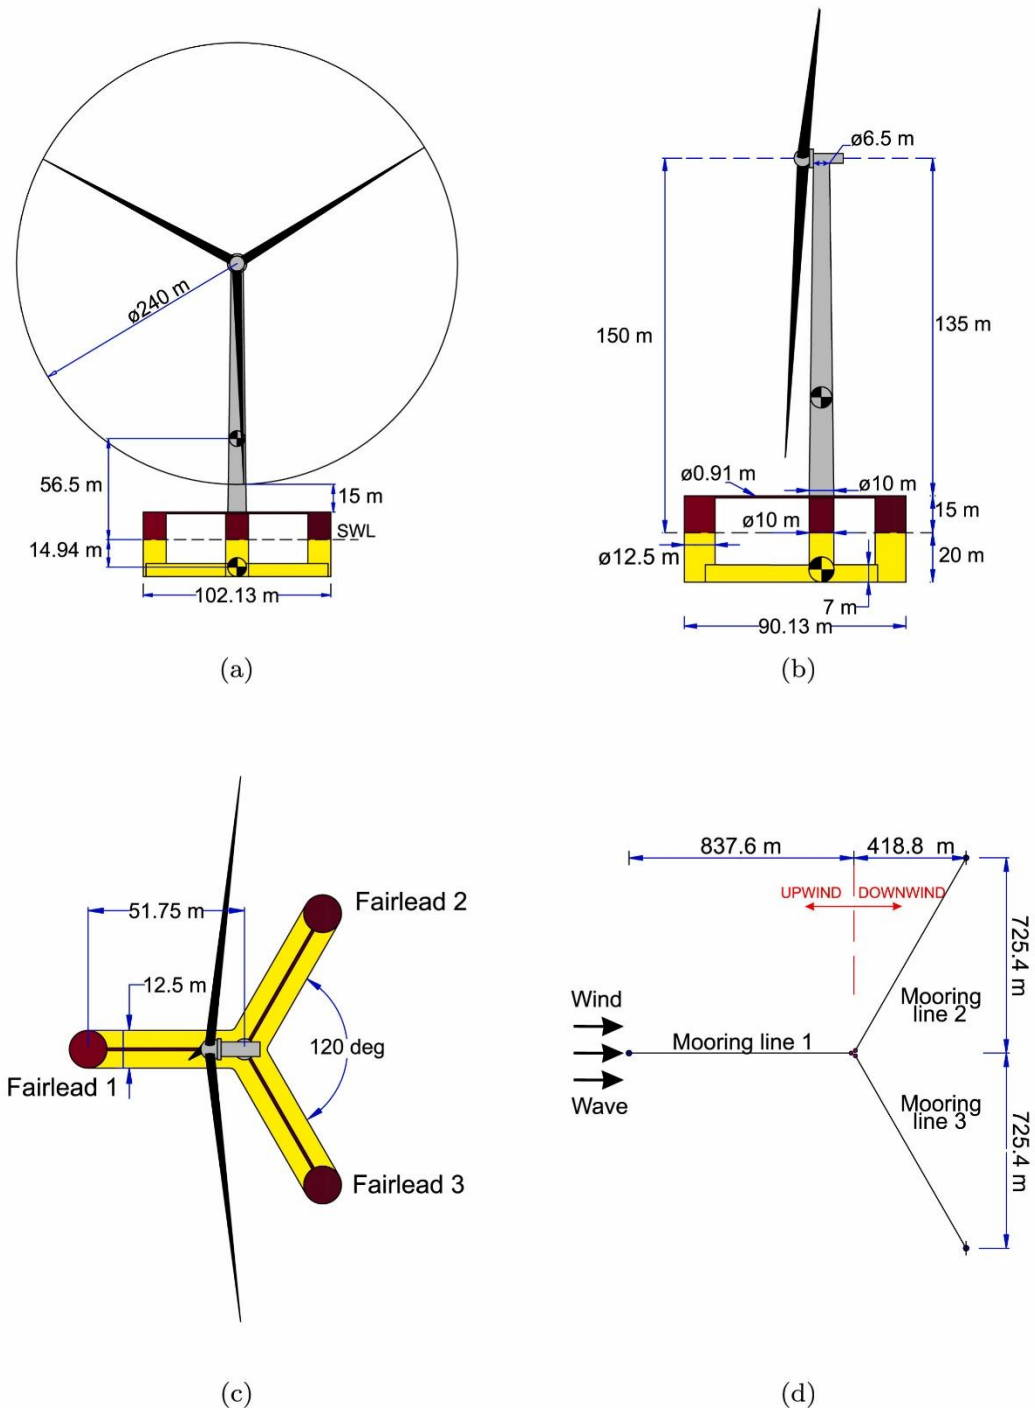 ø240 m
56.5 m
15 m
SWL
14.94 m
102.13 m
(a)
ø6.5 m
150 m
135 m
ø0.91 m
ø10 m
15 m
ø10 m
ø12.5 m
20 m
7 m
90.13 m
(b)
51.75 m
Fairlead 2
12.5 m
120 deg
Fairlead 1
Fairlead 3
(c)
837.6 m
418.8 m
UPWIND
DOWNWIND
725.4 m
Wind
Mooring
line 2
Mooring line 1
Wave
Mooring
line 3
725.4 m
(d)